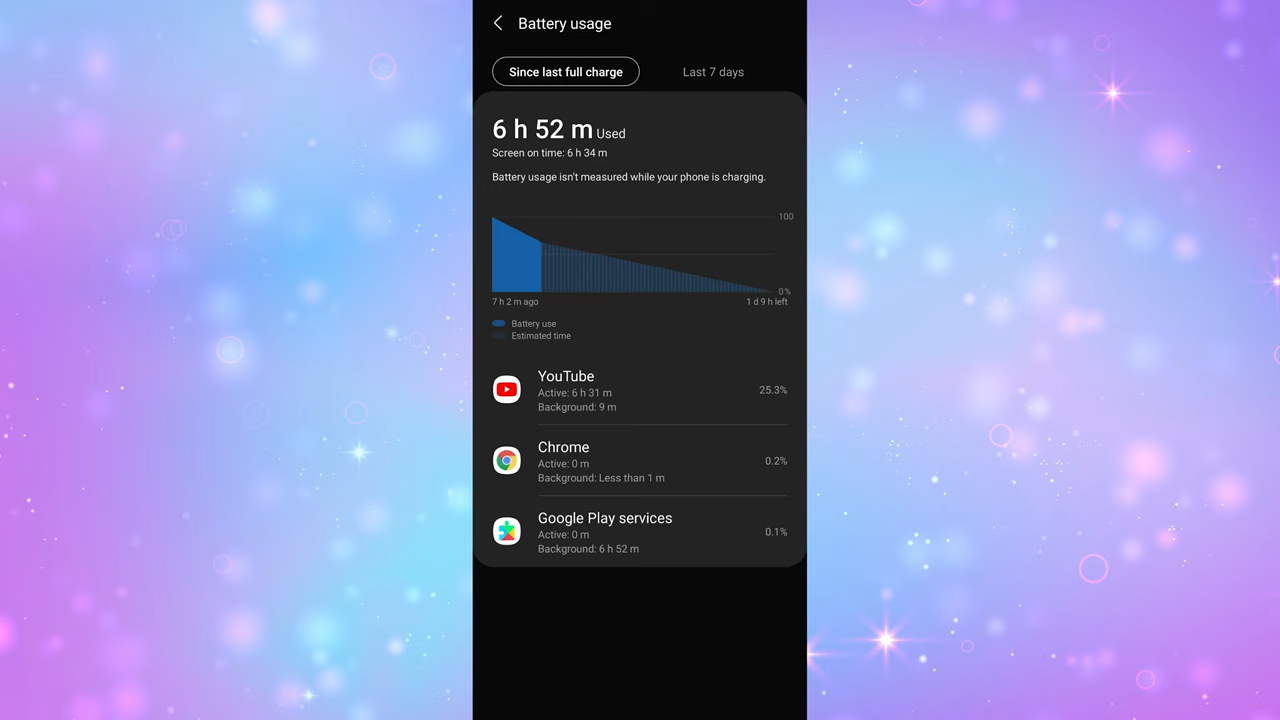 Battery usage
Since last full charge
Last 7 days
6 h 52 m Used
Screen on time: 6 h 34 m
Battery usage isn't measured while your phone is charging.
100
0%
7 h 2 m ago
1 d 9 h left
Battery use
Estimated time
YouTube
Active: 6 h 31 m
Background: 9 m
25.3%
Chrome
Active: 0 m
Background: Less than 1 m
0.2%
Google Play services
Active: 0 m
Background: 6 h 52 m
0.1%